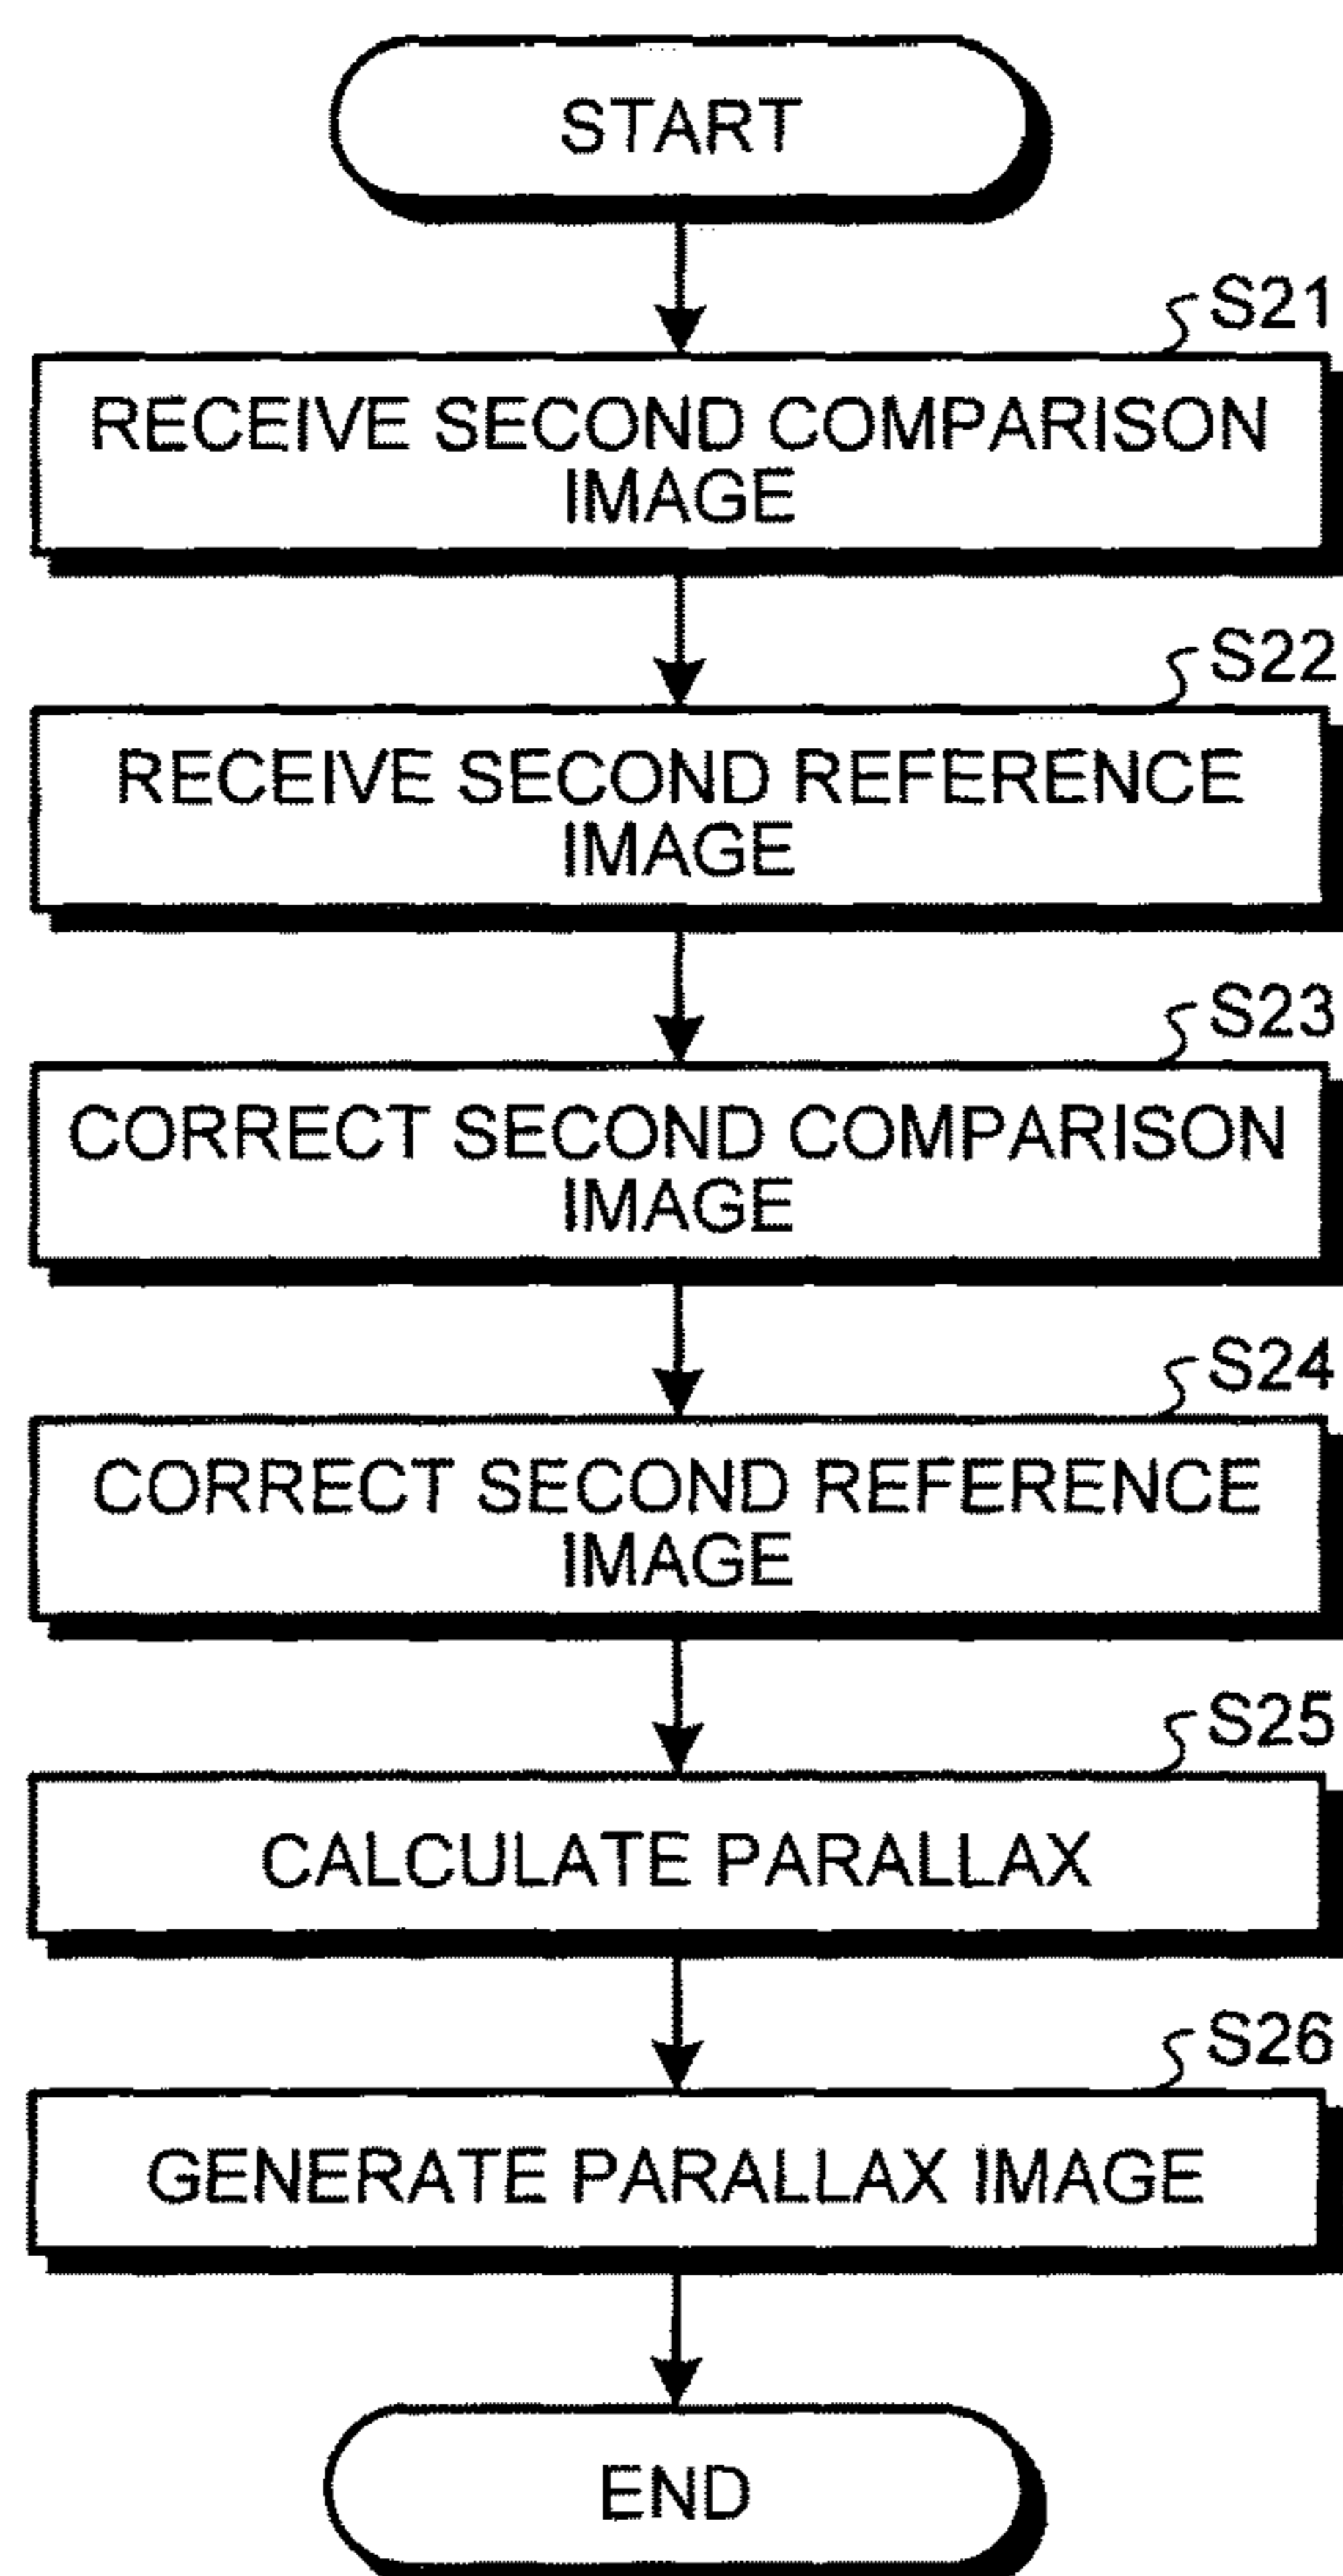 START
S21
RECEIVE SECOND COMPARISON
IMAGE
S22
RECEIVE SECOND REFERENCE
IMAGE
S23
CORRECT SECOND COMPARISON
IMAGE
S24
CORRECT SECOND REFERENCE
IMAGE
S25
CALCULATE PARALLAX
S26
GENERATE PARALLAX IMAGE
END